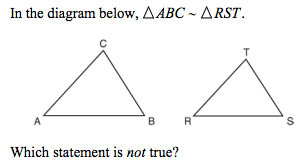 In the diagram below, △ABC ~ △RST.
C
T
A
B
R
S
Which statement is not true?